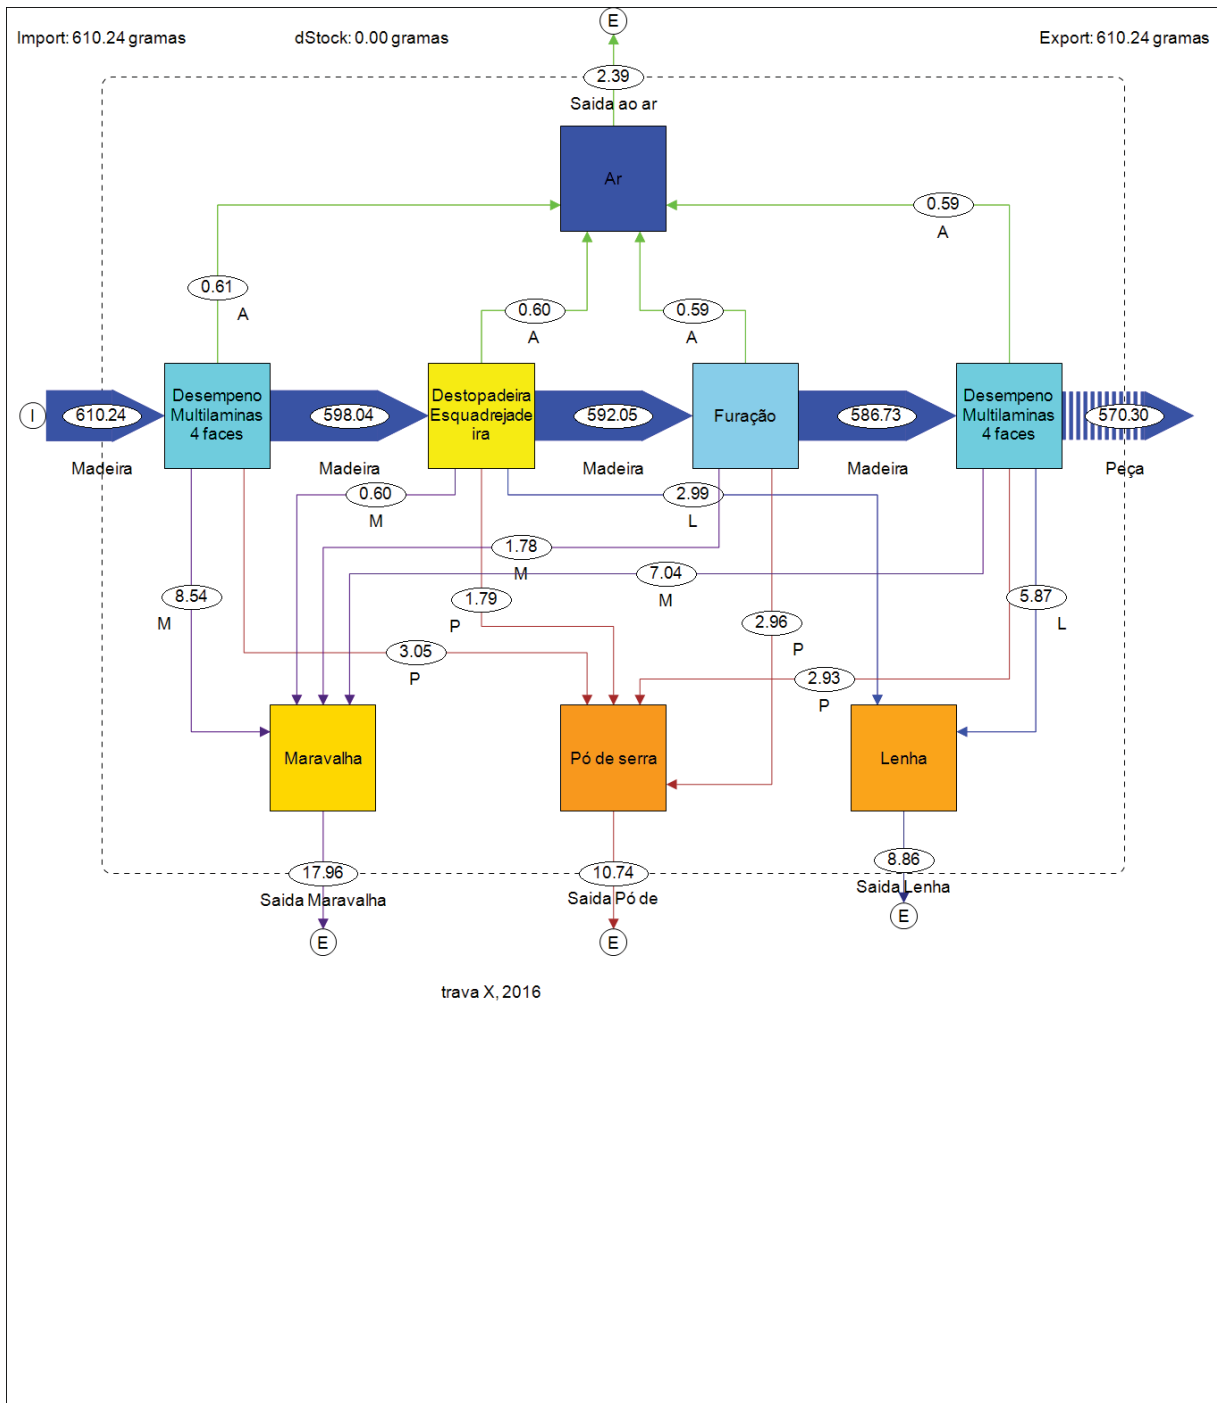 Import: 610.24 gramas
dStock: 0.00 gramas
Export: 610.24 gramas
E
2.39
Saida ao ar
Ar
0.59
A
0.61
A
0.60
A
0.59
A
I
610.24
Madeira
Desempeno
Multilaminas
4 faces
598.04
Madeira
Destopadeira
Esquadrejade
ira
592.05
Madeira
Furação
586.73
Madeira
Desempeno
Multilaminas
4 faces
570.30
Peça
0.60
M
2.99
L
1.78
M
7.04
M
8.54
M
1.79
P
5.87
L
2.96
P
3.05
P
2.93
P
Maravalha
Pó de serra
Lenha
17.96
Saida Maravalha
E
10.74
Saida Pó de
E
8.86
Saida Lenha
E
trava X, 2016